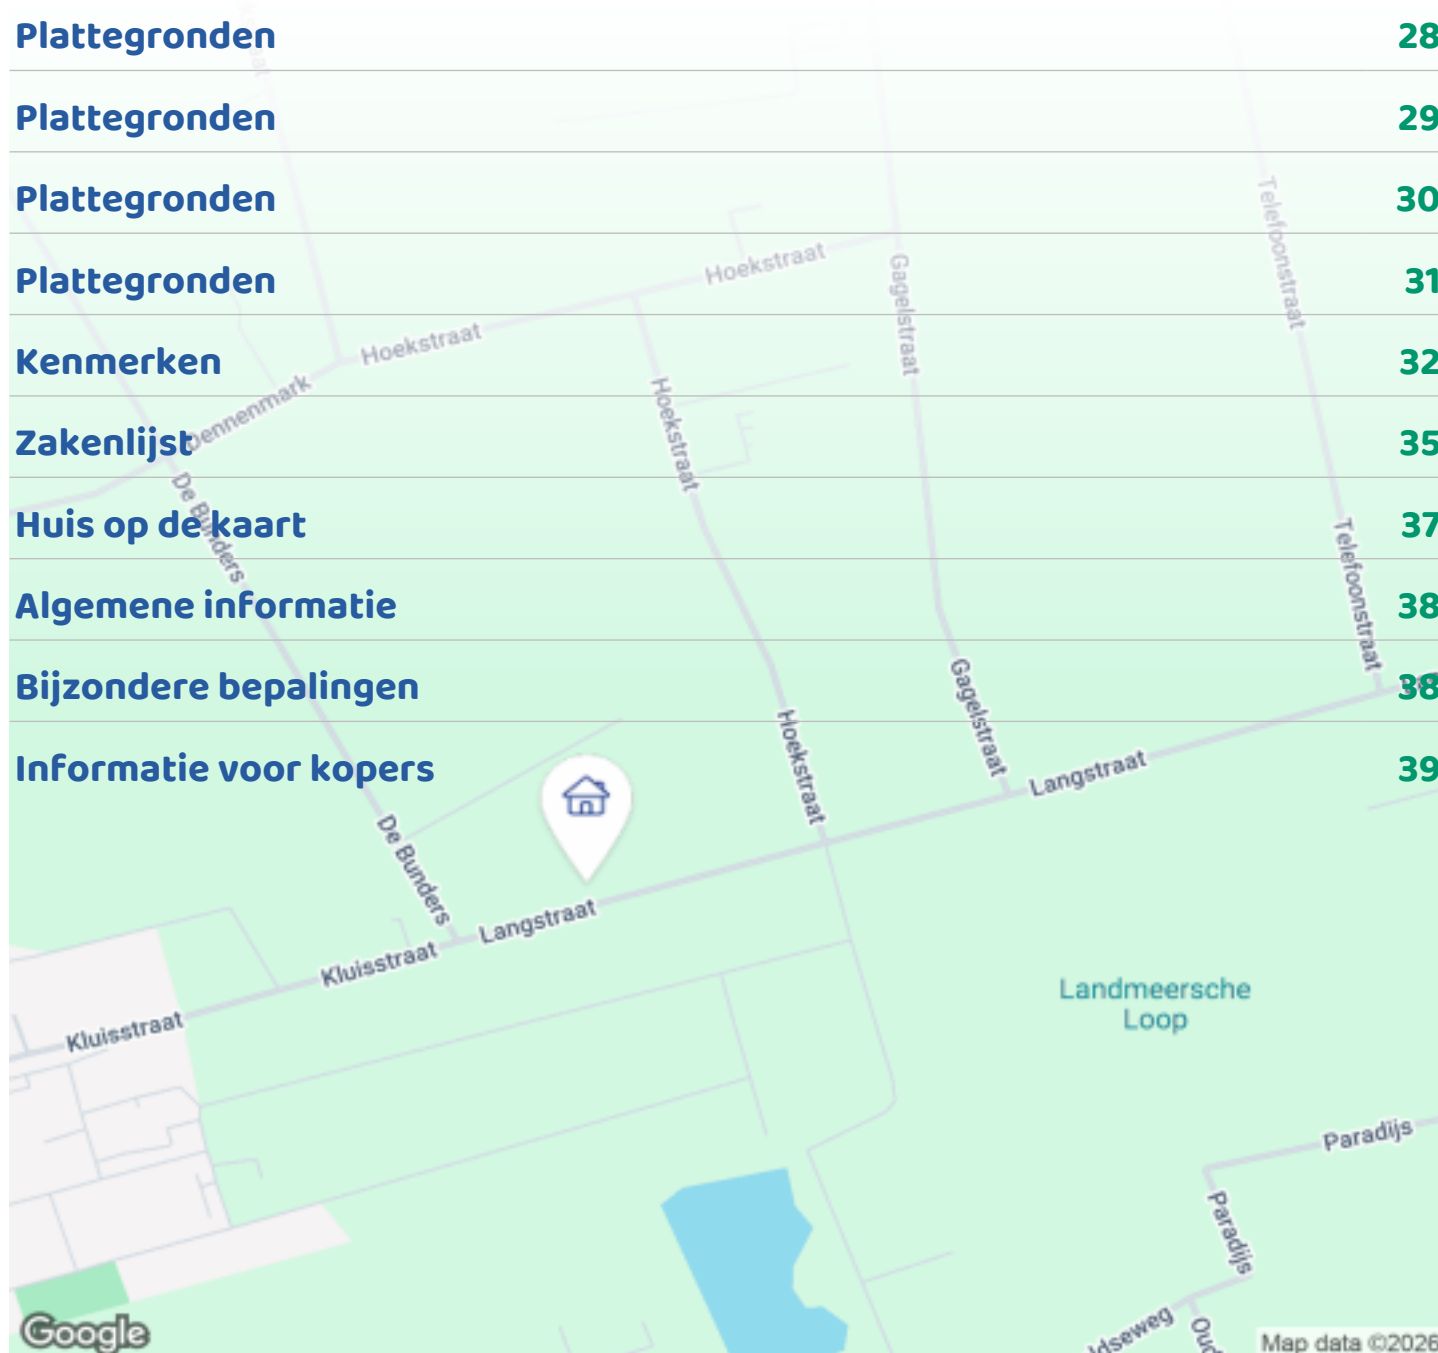 Plattegronden 28
Plattegronden 29
Plattegronden 30
Plattegronden 31
Kenmerken 32
Zakenlijst 35
Huis op de kaart 37
Algemene informatie 38
Bijzondere bepalingen 38
Informatie voor kopers 39
Telefoonstraat
Hoekstraat
Gagelstraat
Hoekstraat
Dennenmark
Hoekstraat
De Bunders
Telefoonstraat
Gagelstraat
Hoekstraat
Langstraat
De Bunders
Langstraat
Kluisstraat
Kluisstraat
Landmeersche
Loop
Paradijs
Paradijs
Google
Map data ©2026